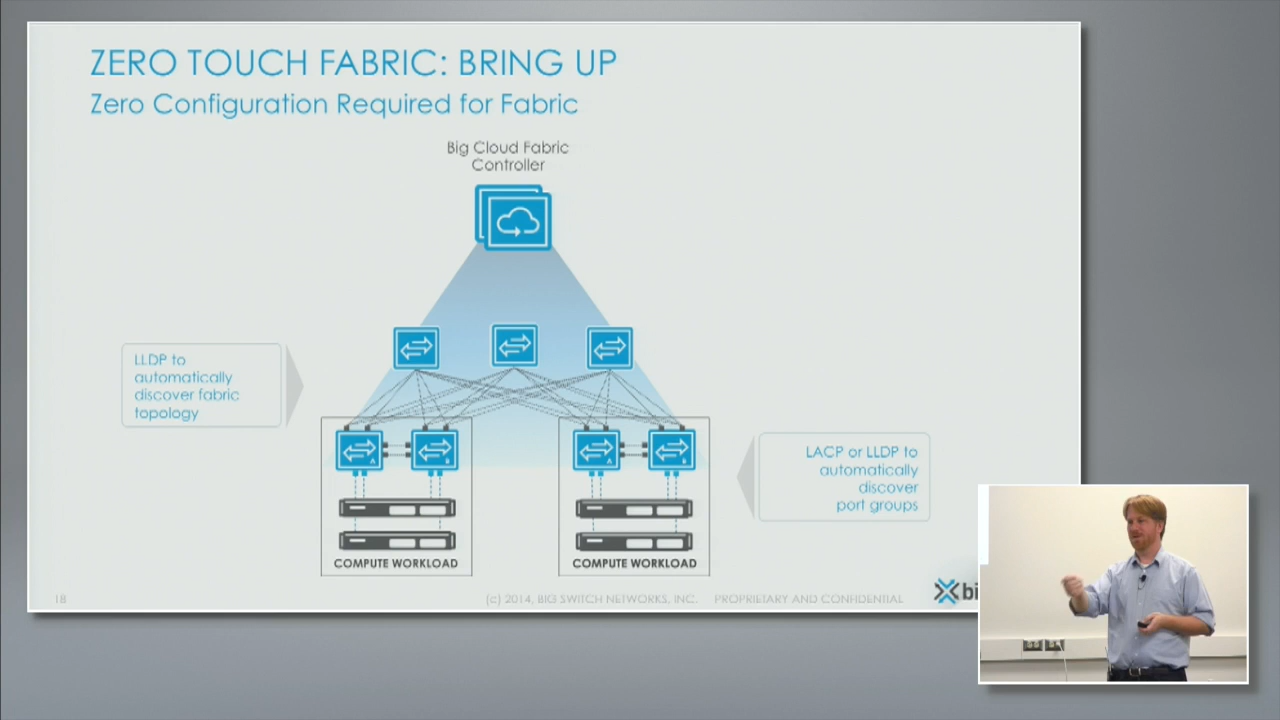 ZERO TOUCH FABRIC: BRING UP
Zero Configuration Required for Fabric
Big Cloud Fabric
Controller
LLDP to
automatically
discover fabric
topology
LACP or LLDP to
automatically
discover
port groups
A
B
A
B
COMPUTE WORKLOAD
COMPUTE WORKLOAD
18
(c) 2014, BIG SWITCH NETWORKS, INC.
PROPRIETARY AND CONFIDENTIAL
bi